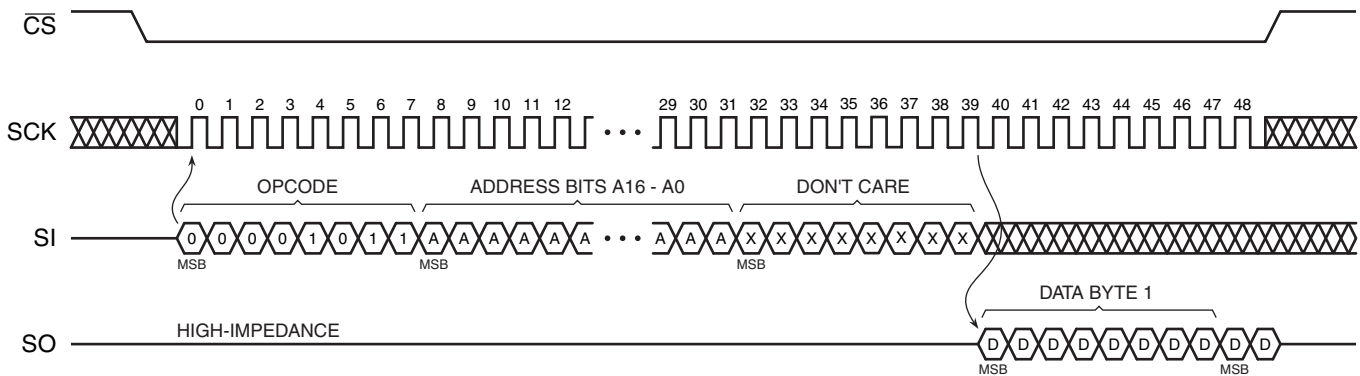 CS
0 1 2 3 4 5 6 7 8 9 10 11 12 29 30 31 32 33 34 35 36 37 38 39 40 41 42 43 44 45 46 47 48
SCK • • •
OPCODE ADDRESS BITS A16 - A0 DON'T CARE
SI 0 0 0 0 1 0 1 1 A A A A A A • • • A A A X X X X X X X X
MSB MSB MSB
DATA BYTE 1
HIGH-IMPEDANCE
SO D D D D D D D D D D
MSB MSB